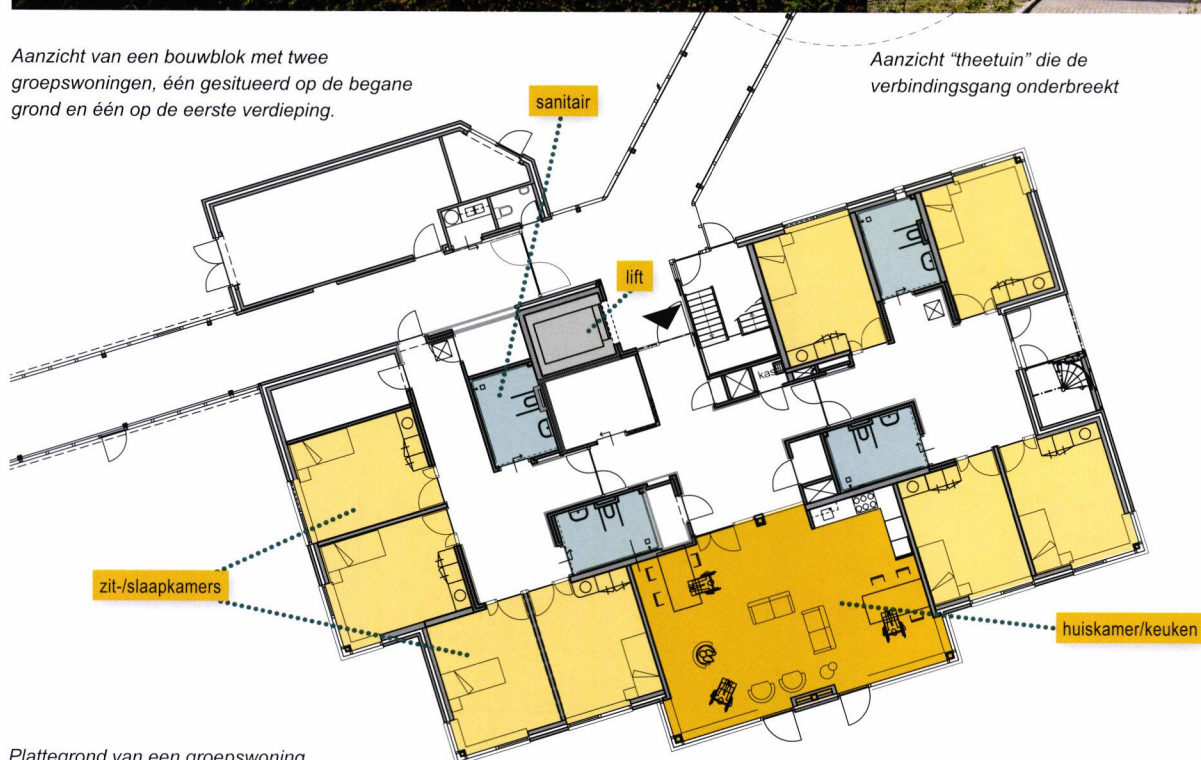 Aanzicht van een bouwblok met twee
groepswoningen, één gesitueerd op de begane
grond en één op de eerste verdieping.
Aanzicht “theetuin” die de
verbindingsgang onderbreekt
sanitair
lift
kast
zit-/slaapkamers
huiskamer/keuken
Plattegrond van een groepswoning